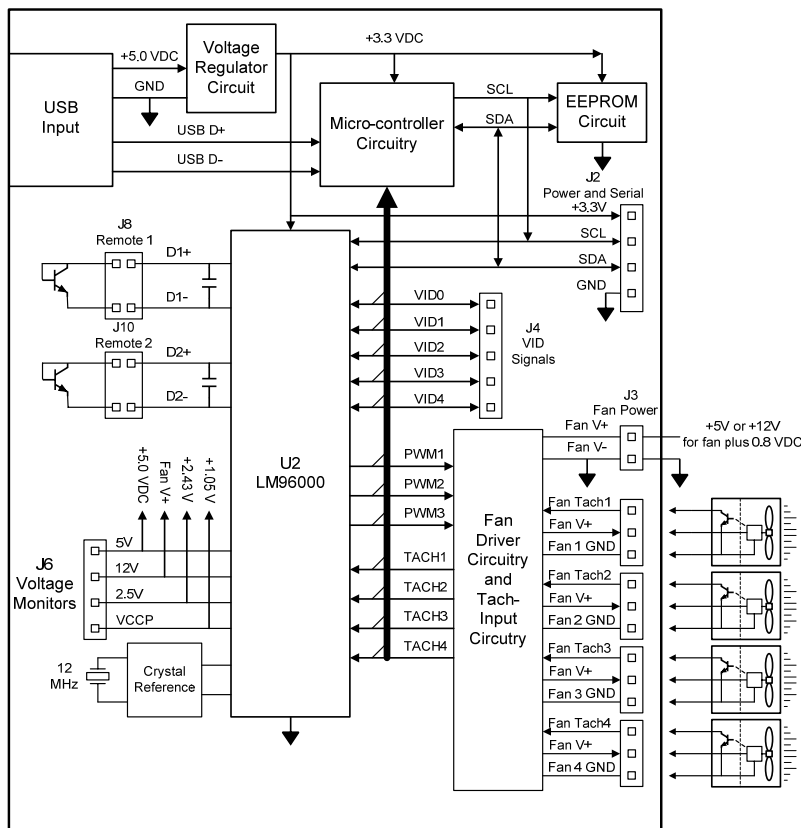 +5.0 VDC
Voltage
Regulator
Circuit
+3.3 VDC
USB
Input
GND
USB D+
USB D-
Micro-controller
Circuitry
SCL
SDA
EEPROM
Circuit
J2
Power and Serial
+3.3V
SCL
SDA
GND
J8
Remote 1
D1+
D1-
J10
Remote 2
D2+
D2-
VID0
VID1
VID2
VID3
VID4
J4
VID
Signals
U2
LM96000
J3
Fan Power
Fan V+
Fan V-
+5V or +12V
for fan plus 0.8 VDC
PWM1
PWM2
PWM3
TACH1
TACH2
TACH3
TACH4
Fan
Driver
Circuitry
and
Tach-
Input
Circutry
Fan Tach1
Fan V+
Fan 1 GND
Fan Tach2
Fan V+
Fan 2 GND
Fan Tach3
Fan V+
Fan 3 GND
Fan Tach4
Fan V+
Fan 4 GND
+5.0 VDC
Fan V+
+2.43 V
+1.05 V
J6
Voltage
Monitors
5V
12V
2.5V
VCCP
12
MHz
Crystal
Reference